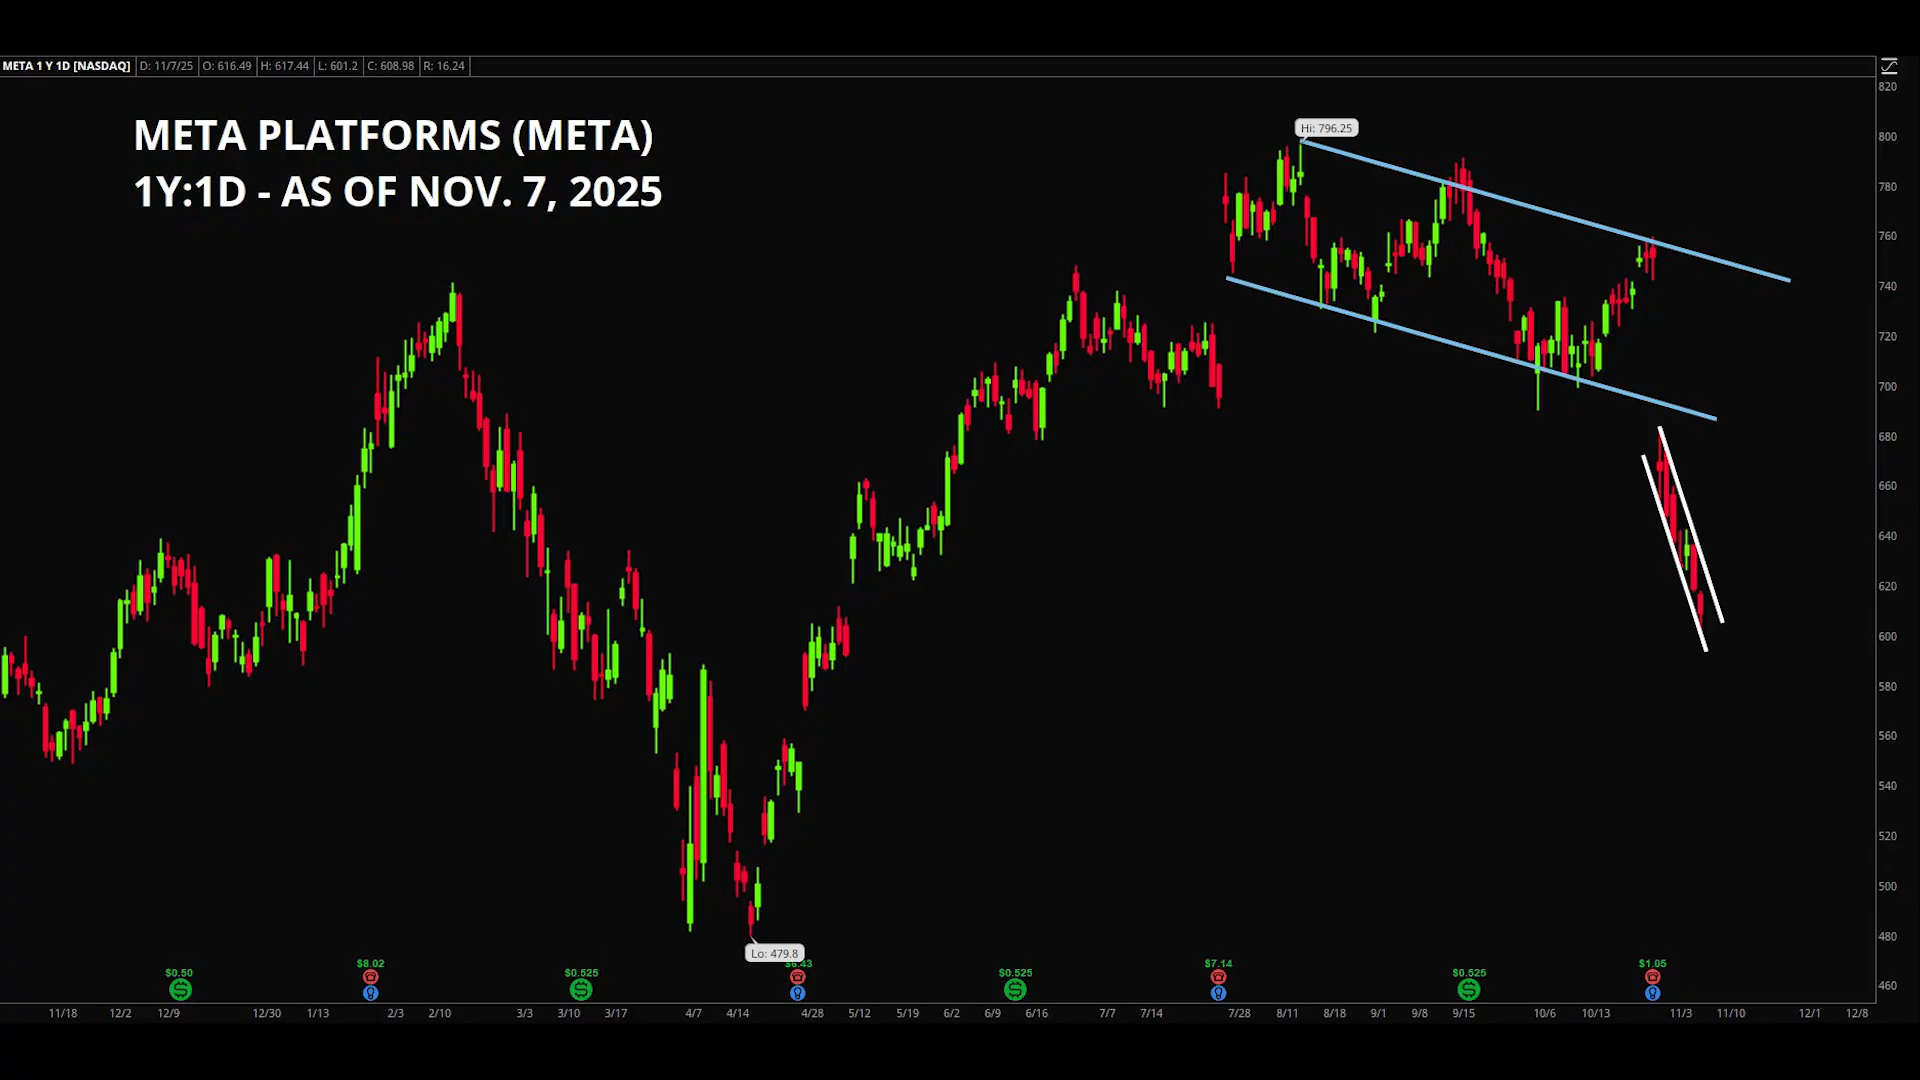 META 1 Y 1D [NASDAQ] D: 11/7/25 O: 616.49 H: 617.44 L: 601.2 C: 608.98 R: 16.24
META PLATFORMS (META)
1Y:1D - AS OF NOV. 7, 2025
Hi: 796.25
820
800
780
760
740
720
700
680
660
640
620
600
580
560
540
520
500
480
460
Lo: 479.8
$0.50 $8.02 $0.525 $6.43 $0.525 $7.14 $0.525 $1.05
11/18 12/2 12/9 12/30 1/13 2/3 2/10 3/3 3/10 3/17 4/7 4/14 4/28 5/12 5/19 6/2 6/9 6/16 7/7 7/14 7/28 8/11 8/18 9/1 9/8 9/15 10/6 10/13 11/3 11/10 12/1 12/8